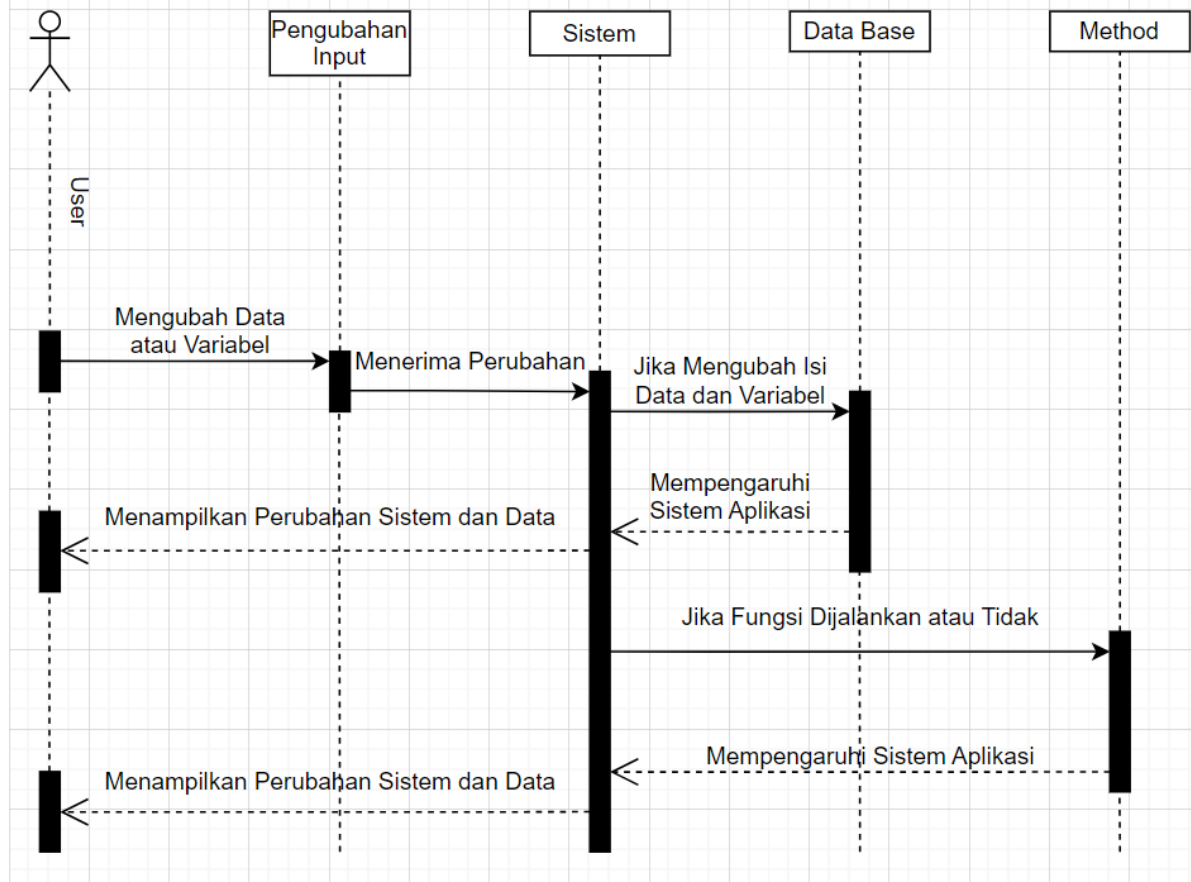 Pengubahan
Input
Sistem
Data Base
Method
User
Mengubah Data
atau Variabel
Menerima Perubahan
Jika Mengubah Isi
Data dan Variabel
Mempengaruhi
Sistem Aplikasi
Menampilkan Perubahan Sistem dan Data
Jika Fungsi Dijalankan atau Tidak
Mempengaruhi Sistem Aplikasi
Menampilkan Perubahan Sistem dan Data